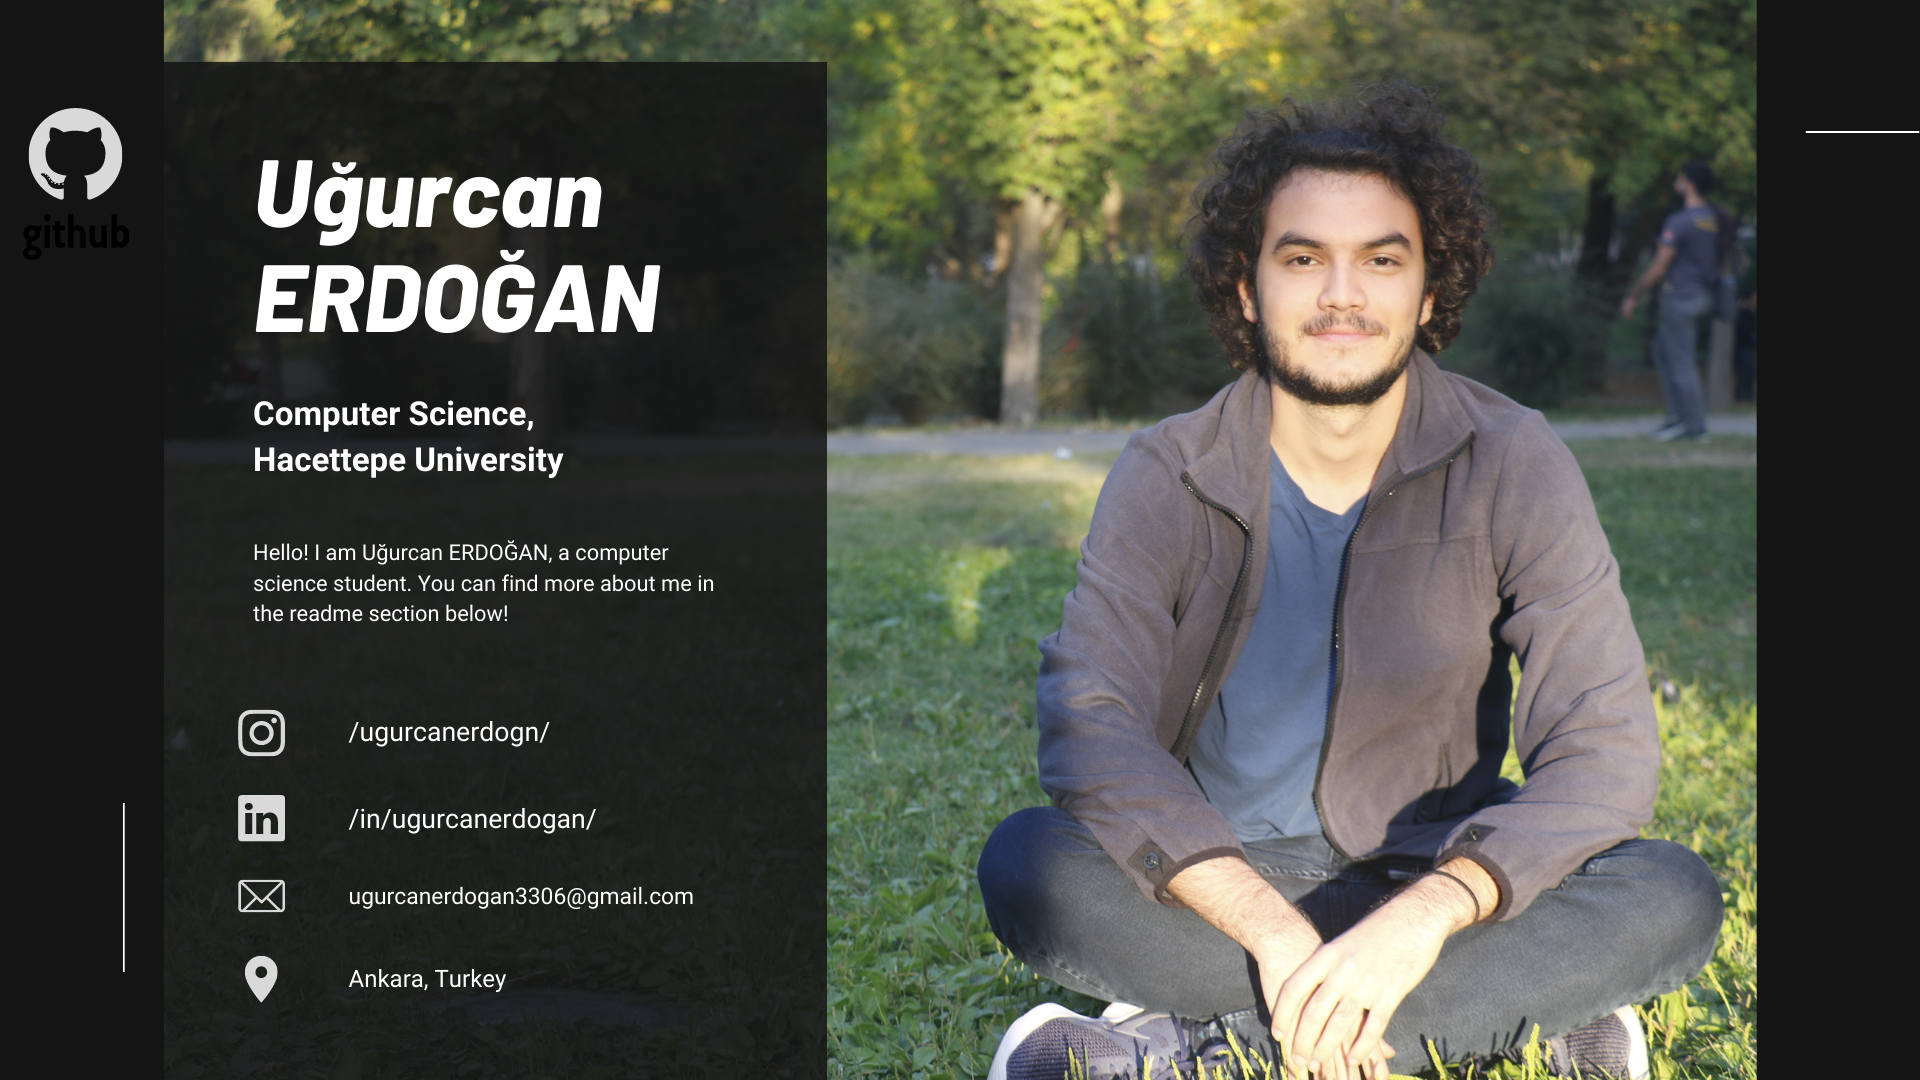 github
Uğurcan
ERDOĞAN
Computer Science,
Hacettepe University
Hello! I am Uğurcan ERDOĞAN, a computer
science student. You can find more about me in
the readme section below!
/ugurcanerdogn/
in
/in/ugurcanerdogan/
ugurcanerdogan3306@gmail.com
Ankara, Turkey